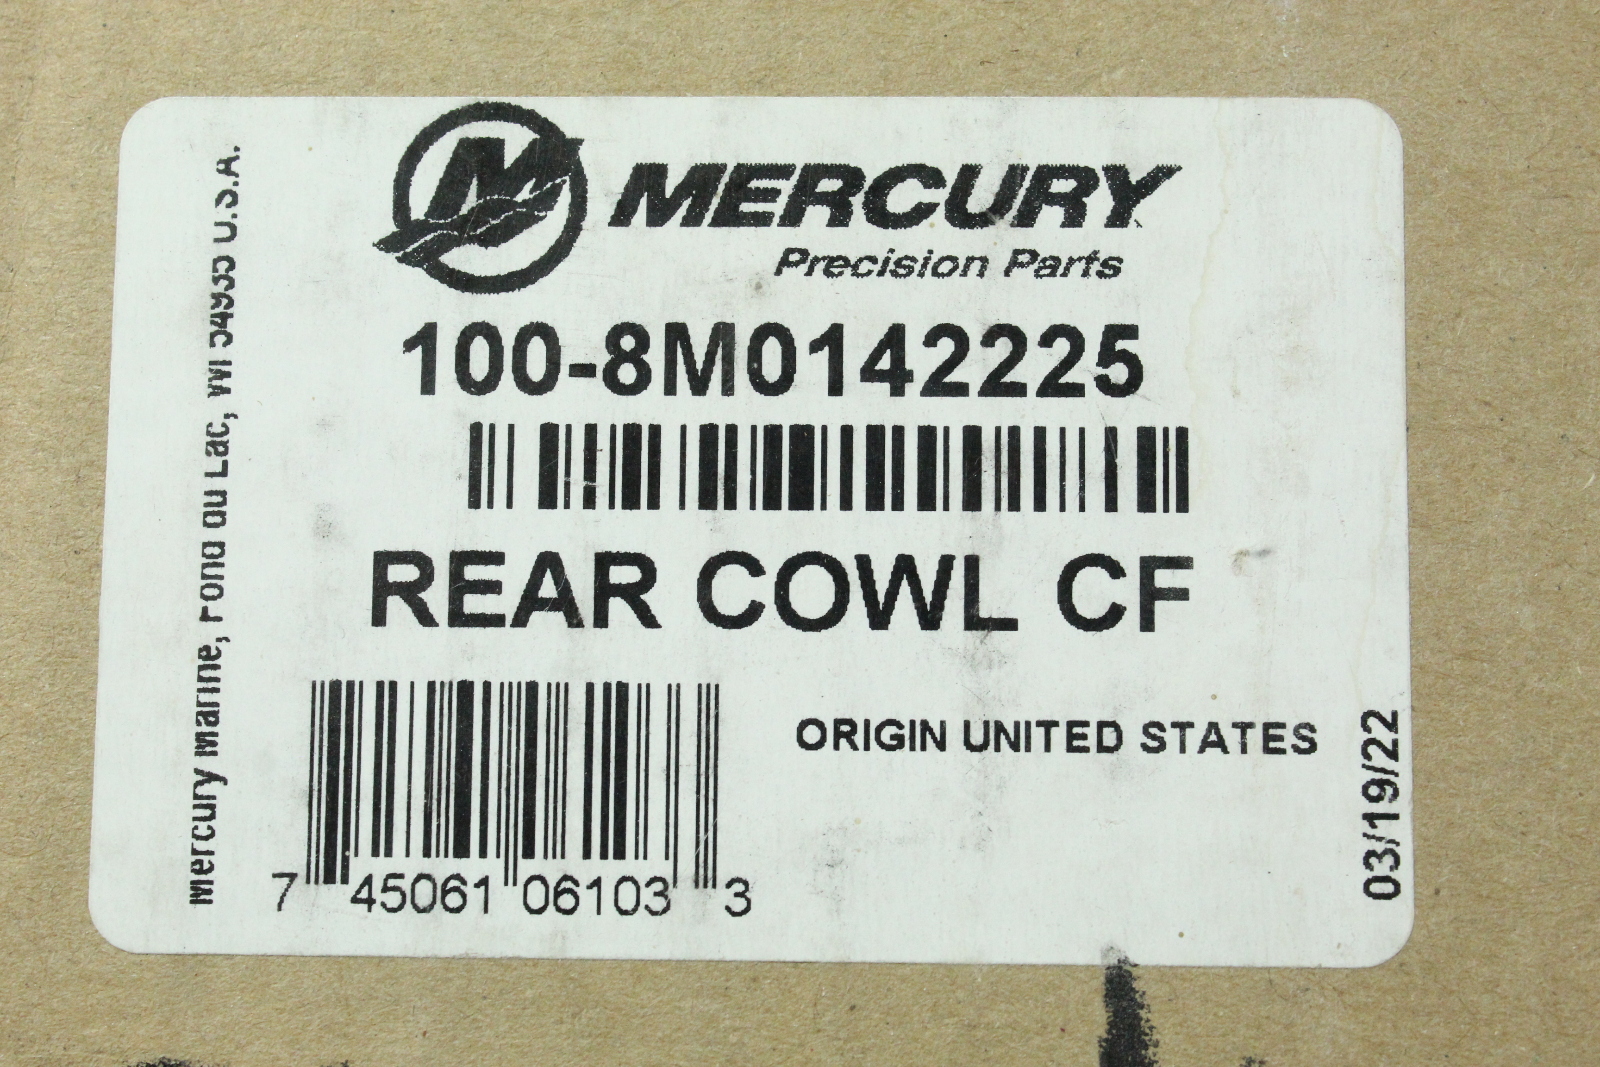 M
MERCURY
Precision Parts
100-8M0142225
REAR COWL CF
7 45061 06103 3
ORIGIN UNITED STATES
03/19/22
Mercury Marine, Fond du Lac, WI 54935 U.S.A.